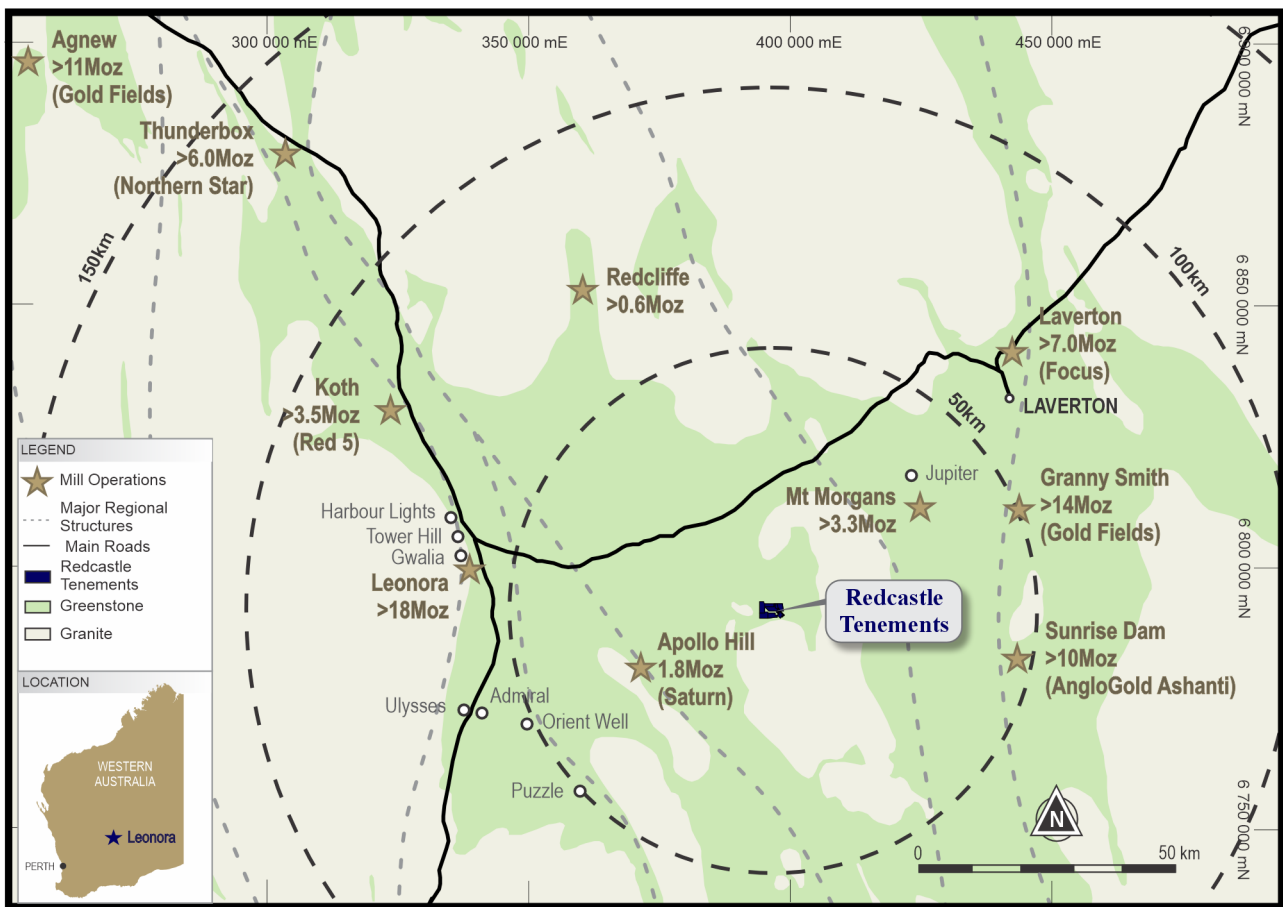 300 000 mE
350 000 mE
400 000 mE
450 000 mE
6 900 000 mN
Agnew
>11Moz
(Gold Fields)
Thunderbox
>6.0Moz
(Northern Star)
150km
100km
6 850 000 mN
Redcliffe
>0.6Moz
Laverton
>7.0Moz
(Focus)
LAVERTON
50km
Koth
>3.5Moz
(Red 5)
Jupiter
Mt Morgans
>3.3Moz
Granny Smith
>14Moz
(Gold Fields)
Harbour Lights
Tower Hill
Gwalia
Leonora
>18Moz
6 800 000 mN
Redcastle
Tenements
Apollo Hill
1.8Moz
(Saturn)
Sunrise Dam
>10Moz
(AngloGold Ashanti)
Ulysses
Admiral
Orient Well
Puzzle
6 750 000 mN
N
0
50 km
LEGEND
Mill Operations
Major Regional
Structures
Main Roads
Redcastle
Tenements
Greenstone
Granite
LOCATION
WESTERN
AUSTRALIA
Leonora
PERTH